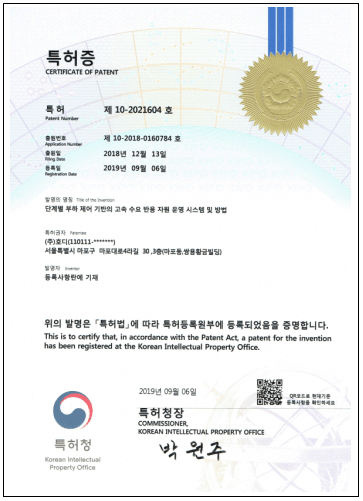 특허증
CERTIFICATE OF PATENT
특허 제 10-2021604 호
Patent Number
출원번호 제 10-2018-0160784 호
Application Number
출원일 2018년 12월 13일
Filing Date
등록일 2019년 09월 06일
Registration Date
발명의 명칭 Title of the Invention
단계별 부하 제어 기반의 고속 수요 반응 자원 운영 시스템 및 방법
특허권자 Patentee
(주)호디(110111-*******)
서울특별시 마포구 마포대로4라길 30 ,3층(마포동,쌍용황금빌딩)
발명자 Inventor
등록사항란에 기재
위의 발명은 「특허법」에 따라 특허등록원부에 등록되었음을 증명합니다.
This is to certify that, in accordance with the Patent Act, a patent for the invention
has been registered at the Korean Intellectual Property Office.
2019년 09월 06일
QR코드로 현재기준
등록사항을 확인하세요
특허청
Korean Intellectual
Property Office
특허청장
COMMISSIONER,
KOREAN INTELLECTUAL PROPERTY OFFICE
박원주